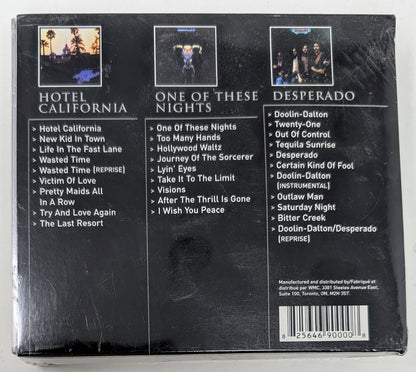 HOTEL
CALIFORNIA
> Hotel California
> New Kid In Town
> Life In The Fast Lane
> Wasted Time
> Wasted Time (REPRISE)
> Victim Of Love
> Pretty Maids All
In A Row
> Try And Love Again
> The Last Resort
ONE OF THESE
NIGHTS
> One Of These Nights
> Too Many Hands
> Hollywood Waltz
> Journey Of The Sorcerer
> Lyin' Eyes
> Take It To The Limit
> Visions
> After The Thrill Is Gone
> I Wish You Peace
DESPERADO
> Doolin-Dalton
> Twenty-One
> Out Of Control
> Tequila Sunrise
> Desperado
> Certain Kind Of Fool
> Doolin-Dalton
(INSTRUMENTAL)
> Outlaw Man
> Saturday Night
> Bitter Creek
> Doolin-Dalton/Desperado
(REPRISE)
Manufactured and distributed by/Fabriqué et
distribué par WMC, 3381 Steeles Avenue East,
Suite 100, Toronto, ON, M2H 3S7.
8 25646 90000 8